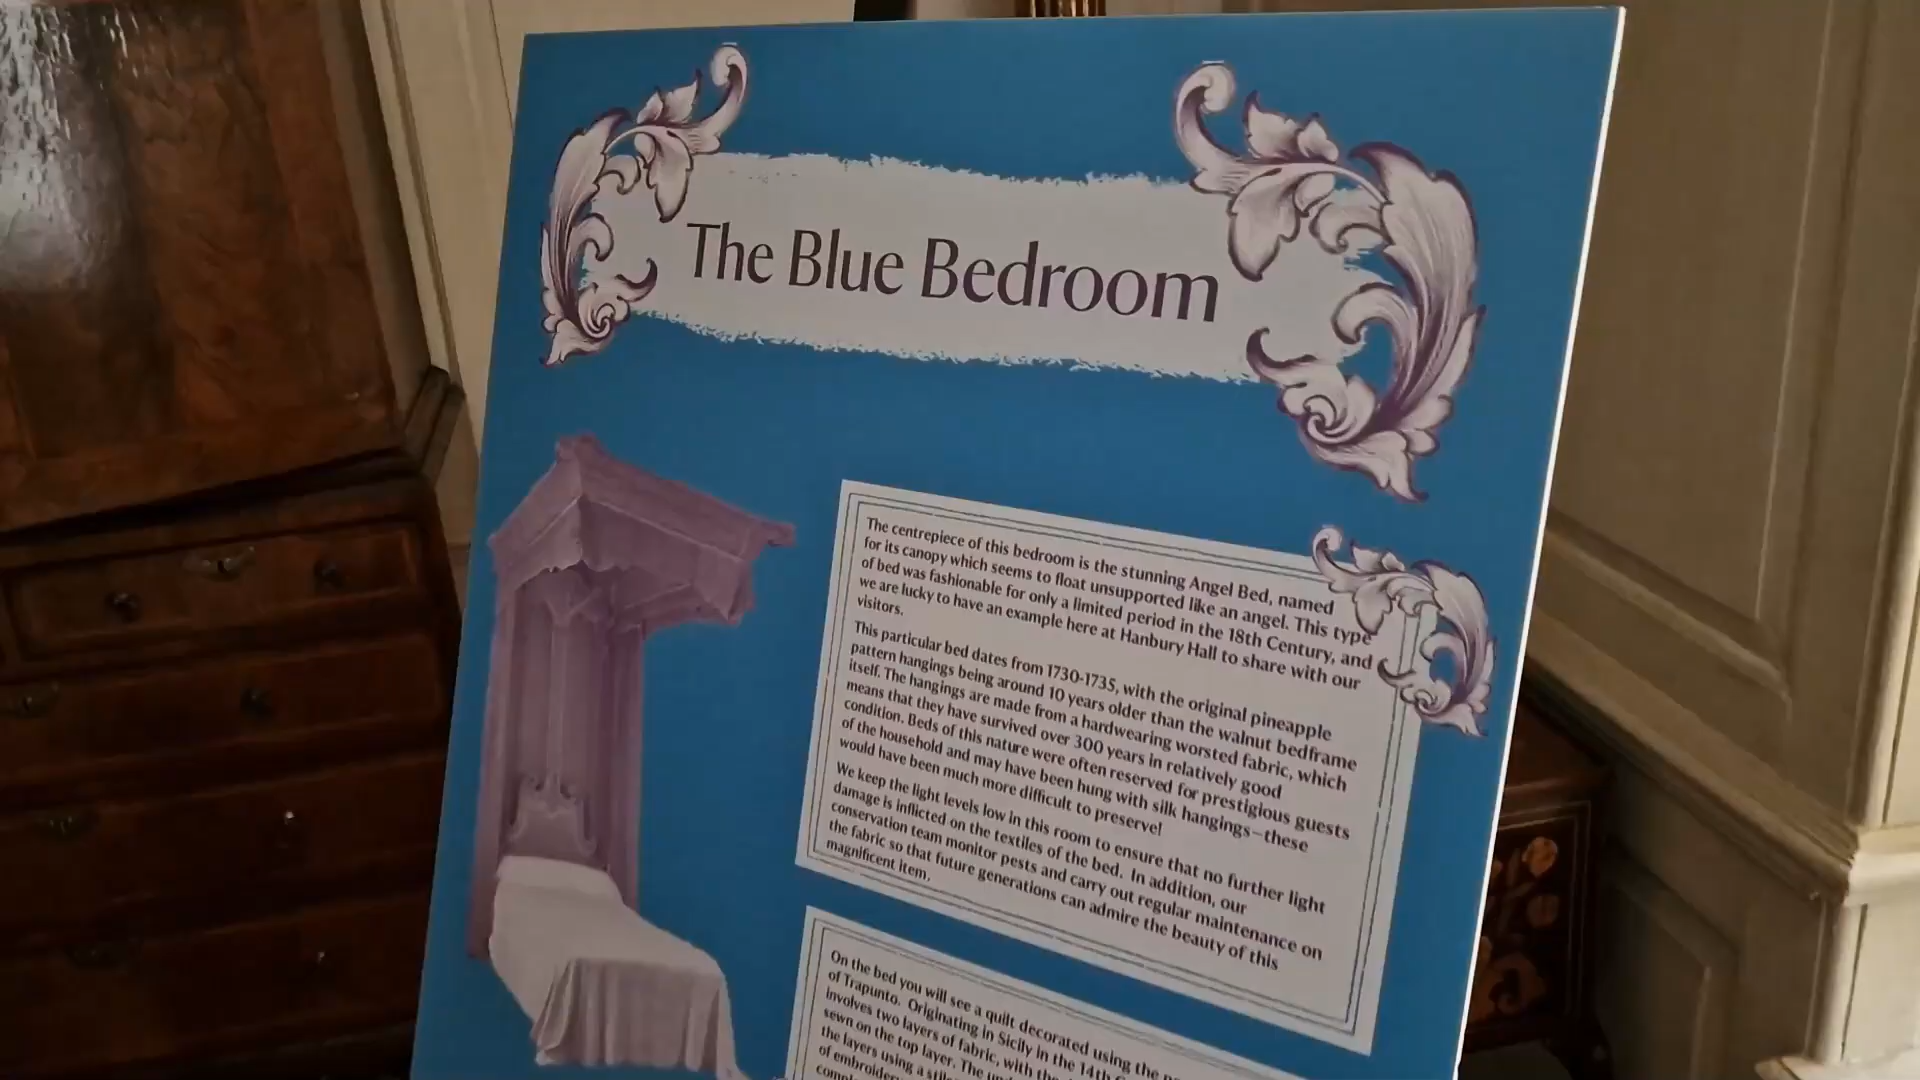 The Blue Bedroom
The centrepiece of this bedroom is the stunning Angel Bed, named
for its canopy which seems to float unsupported like an angel. This type
of bed was fashionable for only a limited period in the 18th Century, and
we are lucky to have an example here at Hanbury Hall to share with our
visitors.
This particular bed dates from 1730-1735, with the original pineapple
pattern hangings being around 10 years older than the walnut bedframe
itself. The hangings are made from a hardwearing worsted fabric, which
means that they have survived over 300 years in relatively good
condition. Beds of this nature were often reserved for prestigious guests
of the household and may have been hung with silk hangings—these
would have been much more difficult to preserve!
We keep the light levels low in this room to ensure that no further light
damage is inflicted on the textiles of the bed. In addition, our
conservation team monitor pests and carry out regular maintenance on
the fabric so that future generations can admire the beauty of this
magnificent item.
On the bed you will see a quilt decorated using the
of Trapunto. Originating in Sicily in the 14th
involves two layers of fabric, with the
sewn on the top layer. The
the layers using a
of